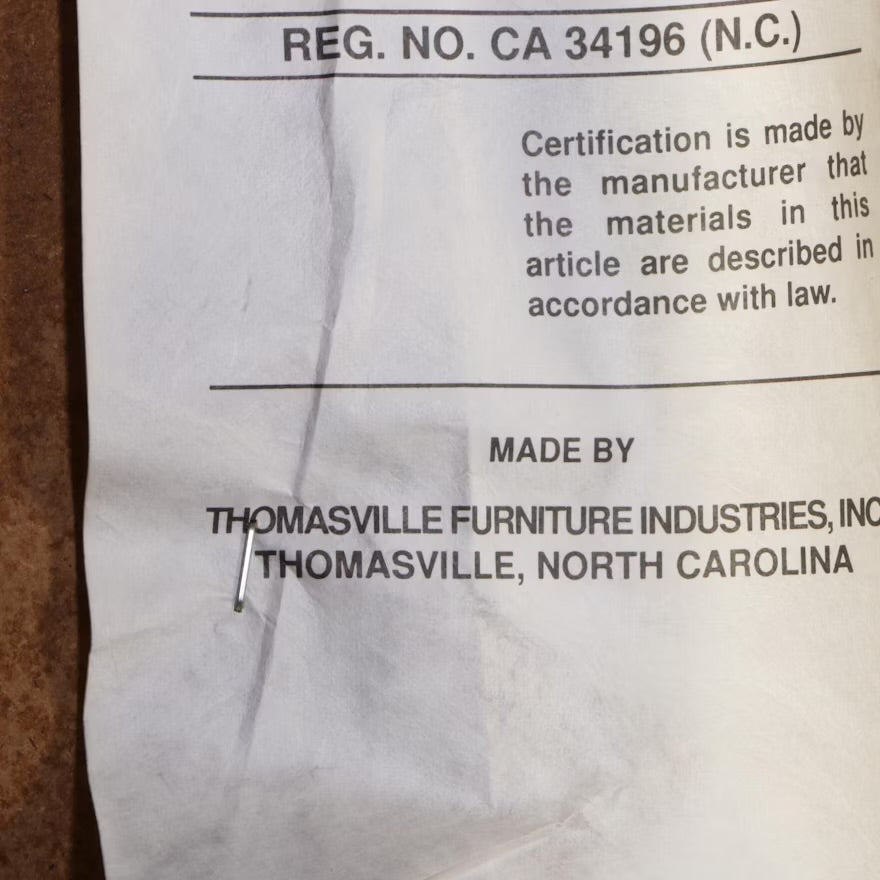 REG. NO. CA 34196 (N.C.)
Certification is made by
the manufacturer that
the materials in this
article are described in
accordance with law.
MADE BY
THOMASVILLE FURNITURE INDUSTRIES, INC
THOMASVILLE, NORTH CAROLINA